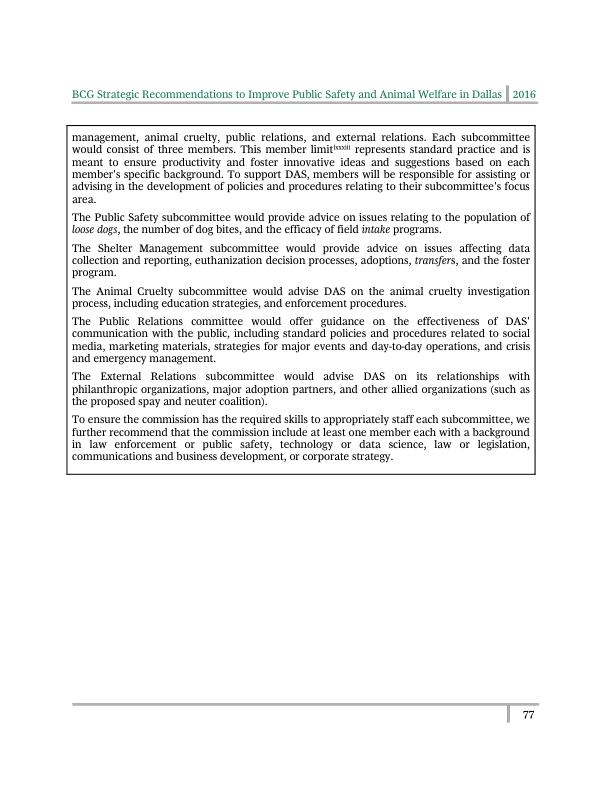 BCG Strategic Recommendations to Improve Public Safety and Animal Welfare in Dallas 2016
management, animal cruelty, public relations, and external relations. Each subcommittee
would consist of three members. This member limit represents standard practice and is
meant to ensure productivity and foster innovative ideas and suggestions based on each
member's specific background. To support DAS, members will be responsible for assisting or
advising in the development of policies and procedures relating to their subcommittee's focus
area.
The Public Safety subcommittee would provide advice on issues relating to the population of
loose dogs, the number of dog bites, and the efficacy of field intake programs.
The Shelter Management subcommittee would provide advice on issues affecting data
collection and reporting, euthanization decision processes, adoptions, transfers, and the foster
program.
The Animal Cruelty subcommittee would advise DAS on the animal cruelty investigation
process, including education strategies, and enforcement procedures.
The Public Relations committee would offer guidance on the effectiveness of DAS'
communication with the public, including standard policies and procedures related to social
media, marketing materials, strategies for major events and day-to-day operations, and crisis
and emergency management.
The External Relations subcommittee would advise DAS on its relationships with
philanthropic organizations, major adoption partners, and other allied organizations (such as
the proposed spay and neuter coalition).
To ensure the commission has the required skills to appropriately staff each subcommittee, we
further recommend that the commission include at least one member each with a background
in law enforcement or public safety, technology or data science, law or legislation,
communications and business development, or corporate strategy.
77